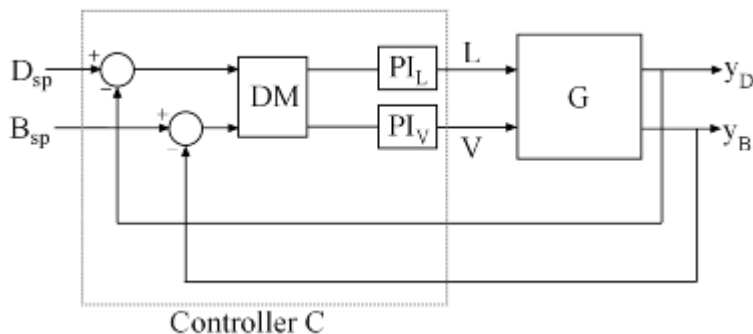 D_sp
B_sp
+
−
+
−
DM
PI_L
PI_V
L
V
G
y_D
y_B
Controller C